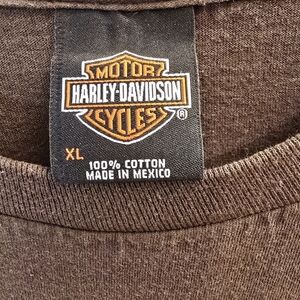 MOTOR
HARLEY-DAVIDSON
CYCLES
®
XL
100% COTTON
MADE IN MEXICO